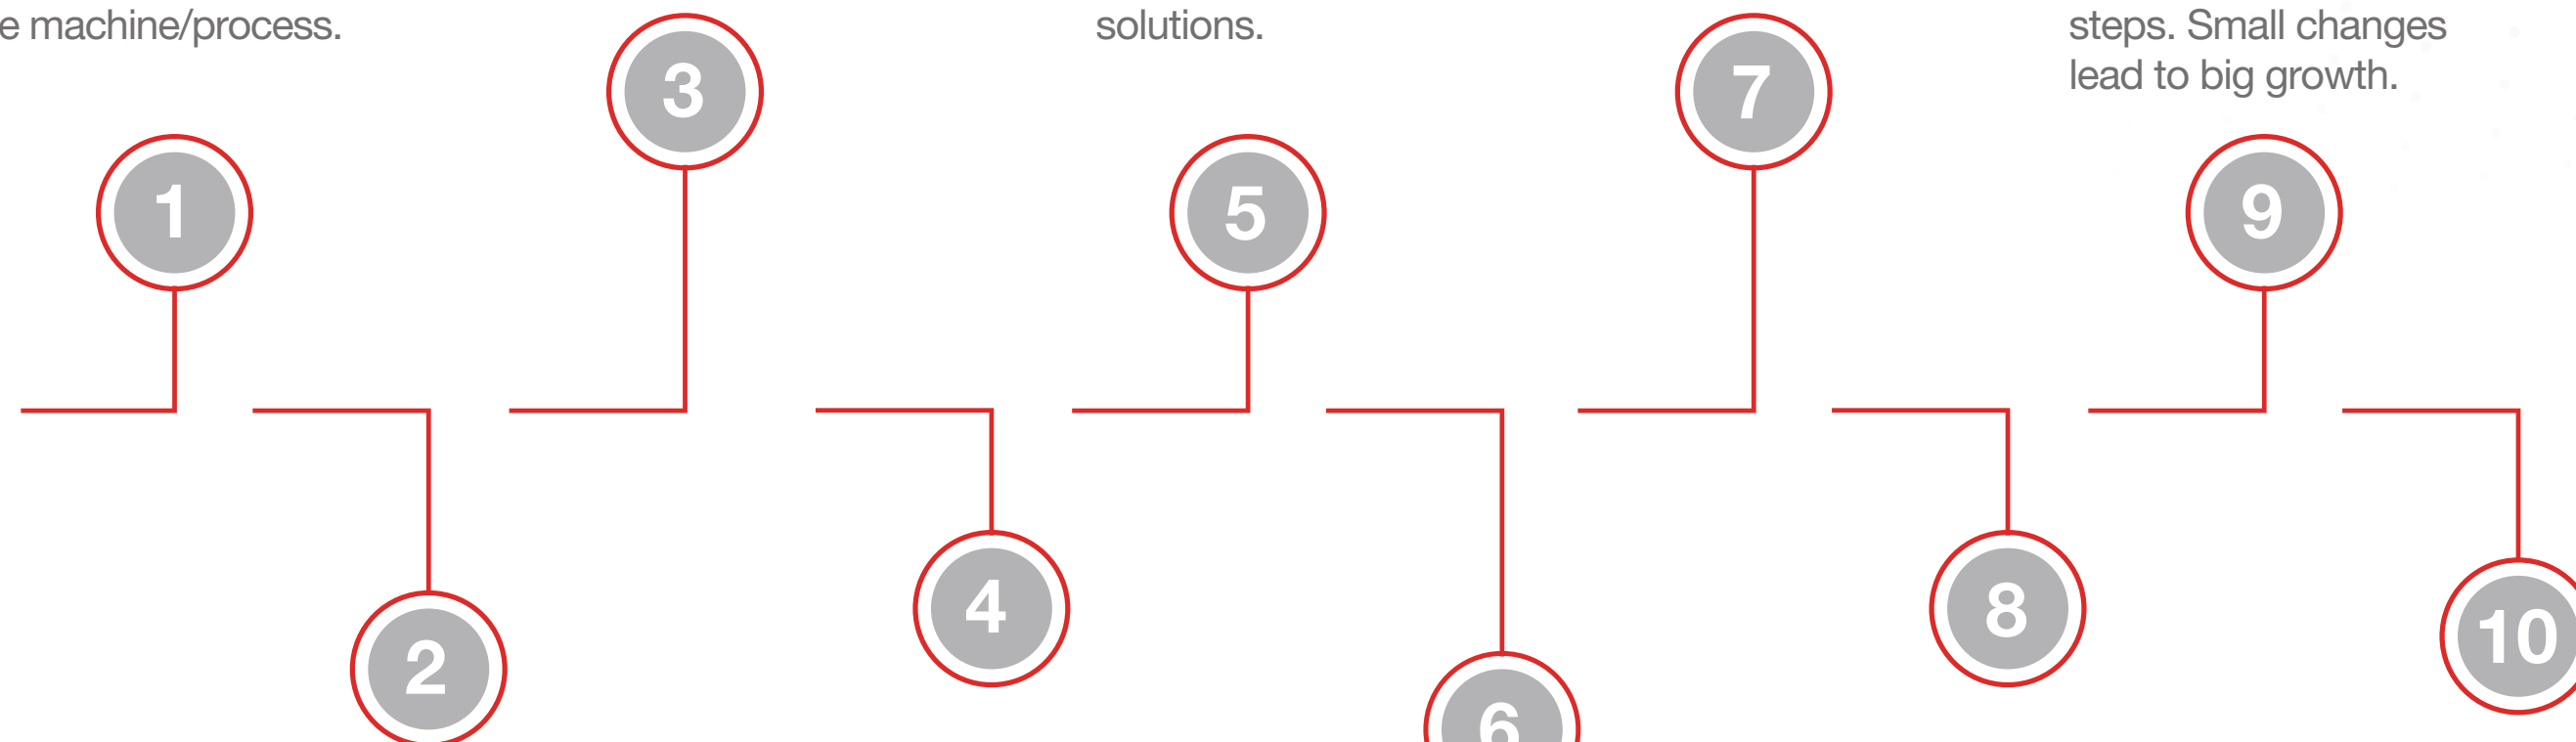 e machine/process.
solutions.
steps. Small changes
lead to big growth.
3
7
1
5
9
4
8
10
2
6